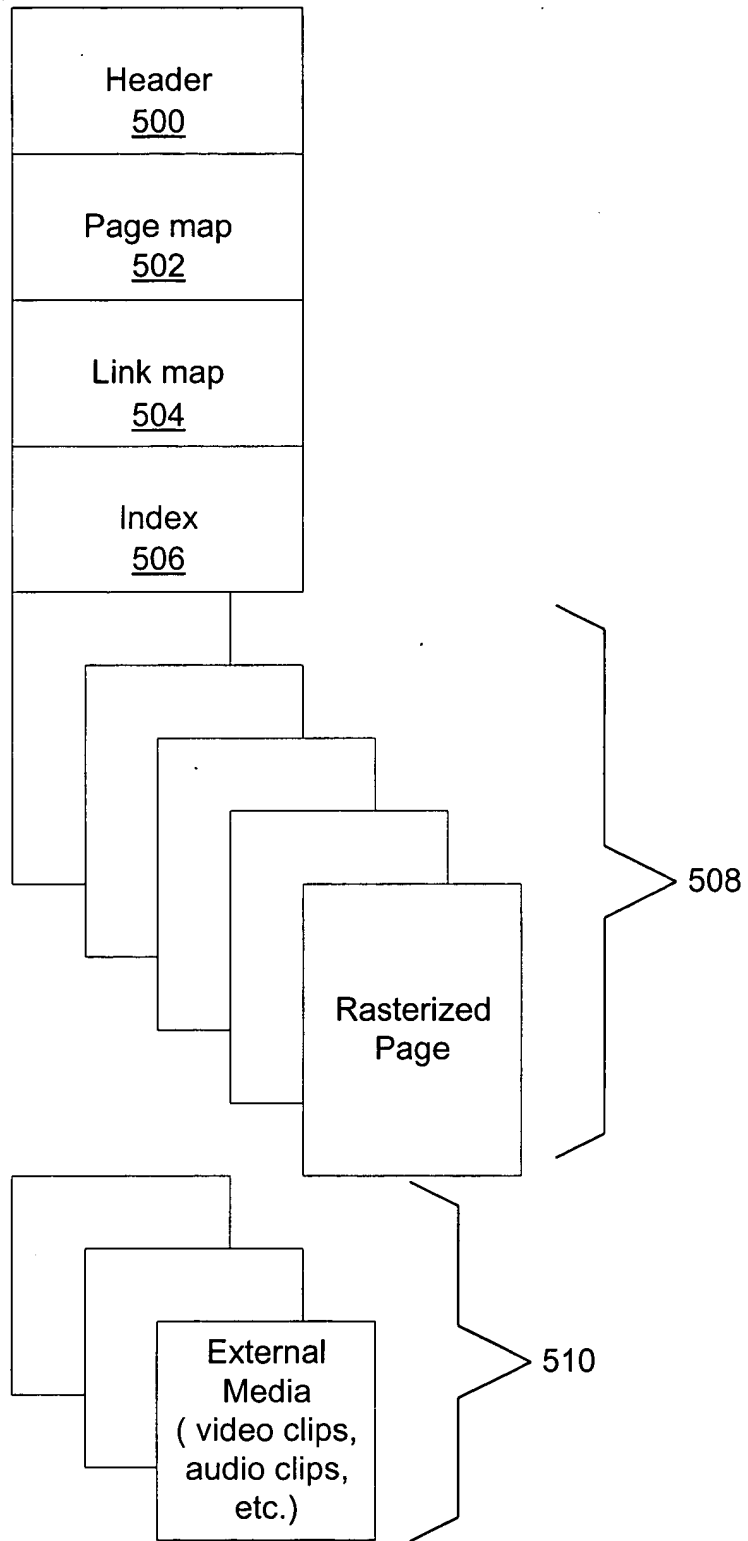 Header
500
Page map
502
Link map
504
Index
506
508
Rasterized
Page
External
Media
( video clips,
audio clips,
etc.)
510